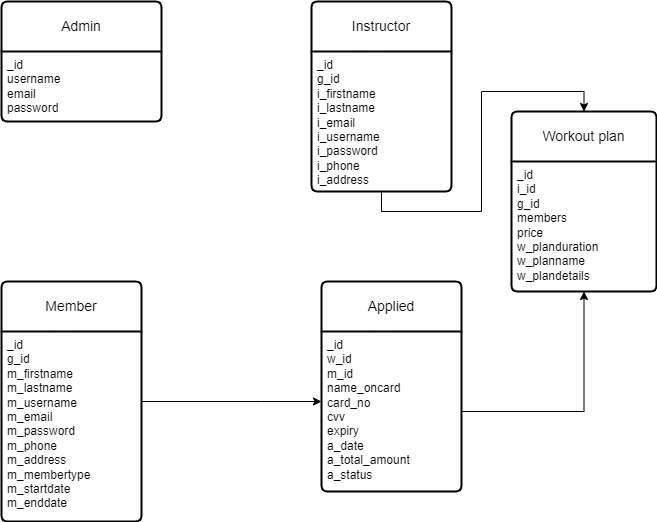 Admin
_id
username
email
password
Instructor
_id
g_id
i_firstname
i_lastname
i_email
i_username
i_password
i_phone
i_address
Workout plan
_id
i_id
g_id
members
price
w_planduration
w_planname
w_plandetails
Member
_id
g_id
m_firstname
m_lastname
m_username
m_email
m_password
m_phone
m_address
m_membertype
m_startdate
m_enddate
Applied
_id
w_id
m_id
name_oncard
card_no
cvv
expiry
a_date
a_total_amount
a_status